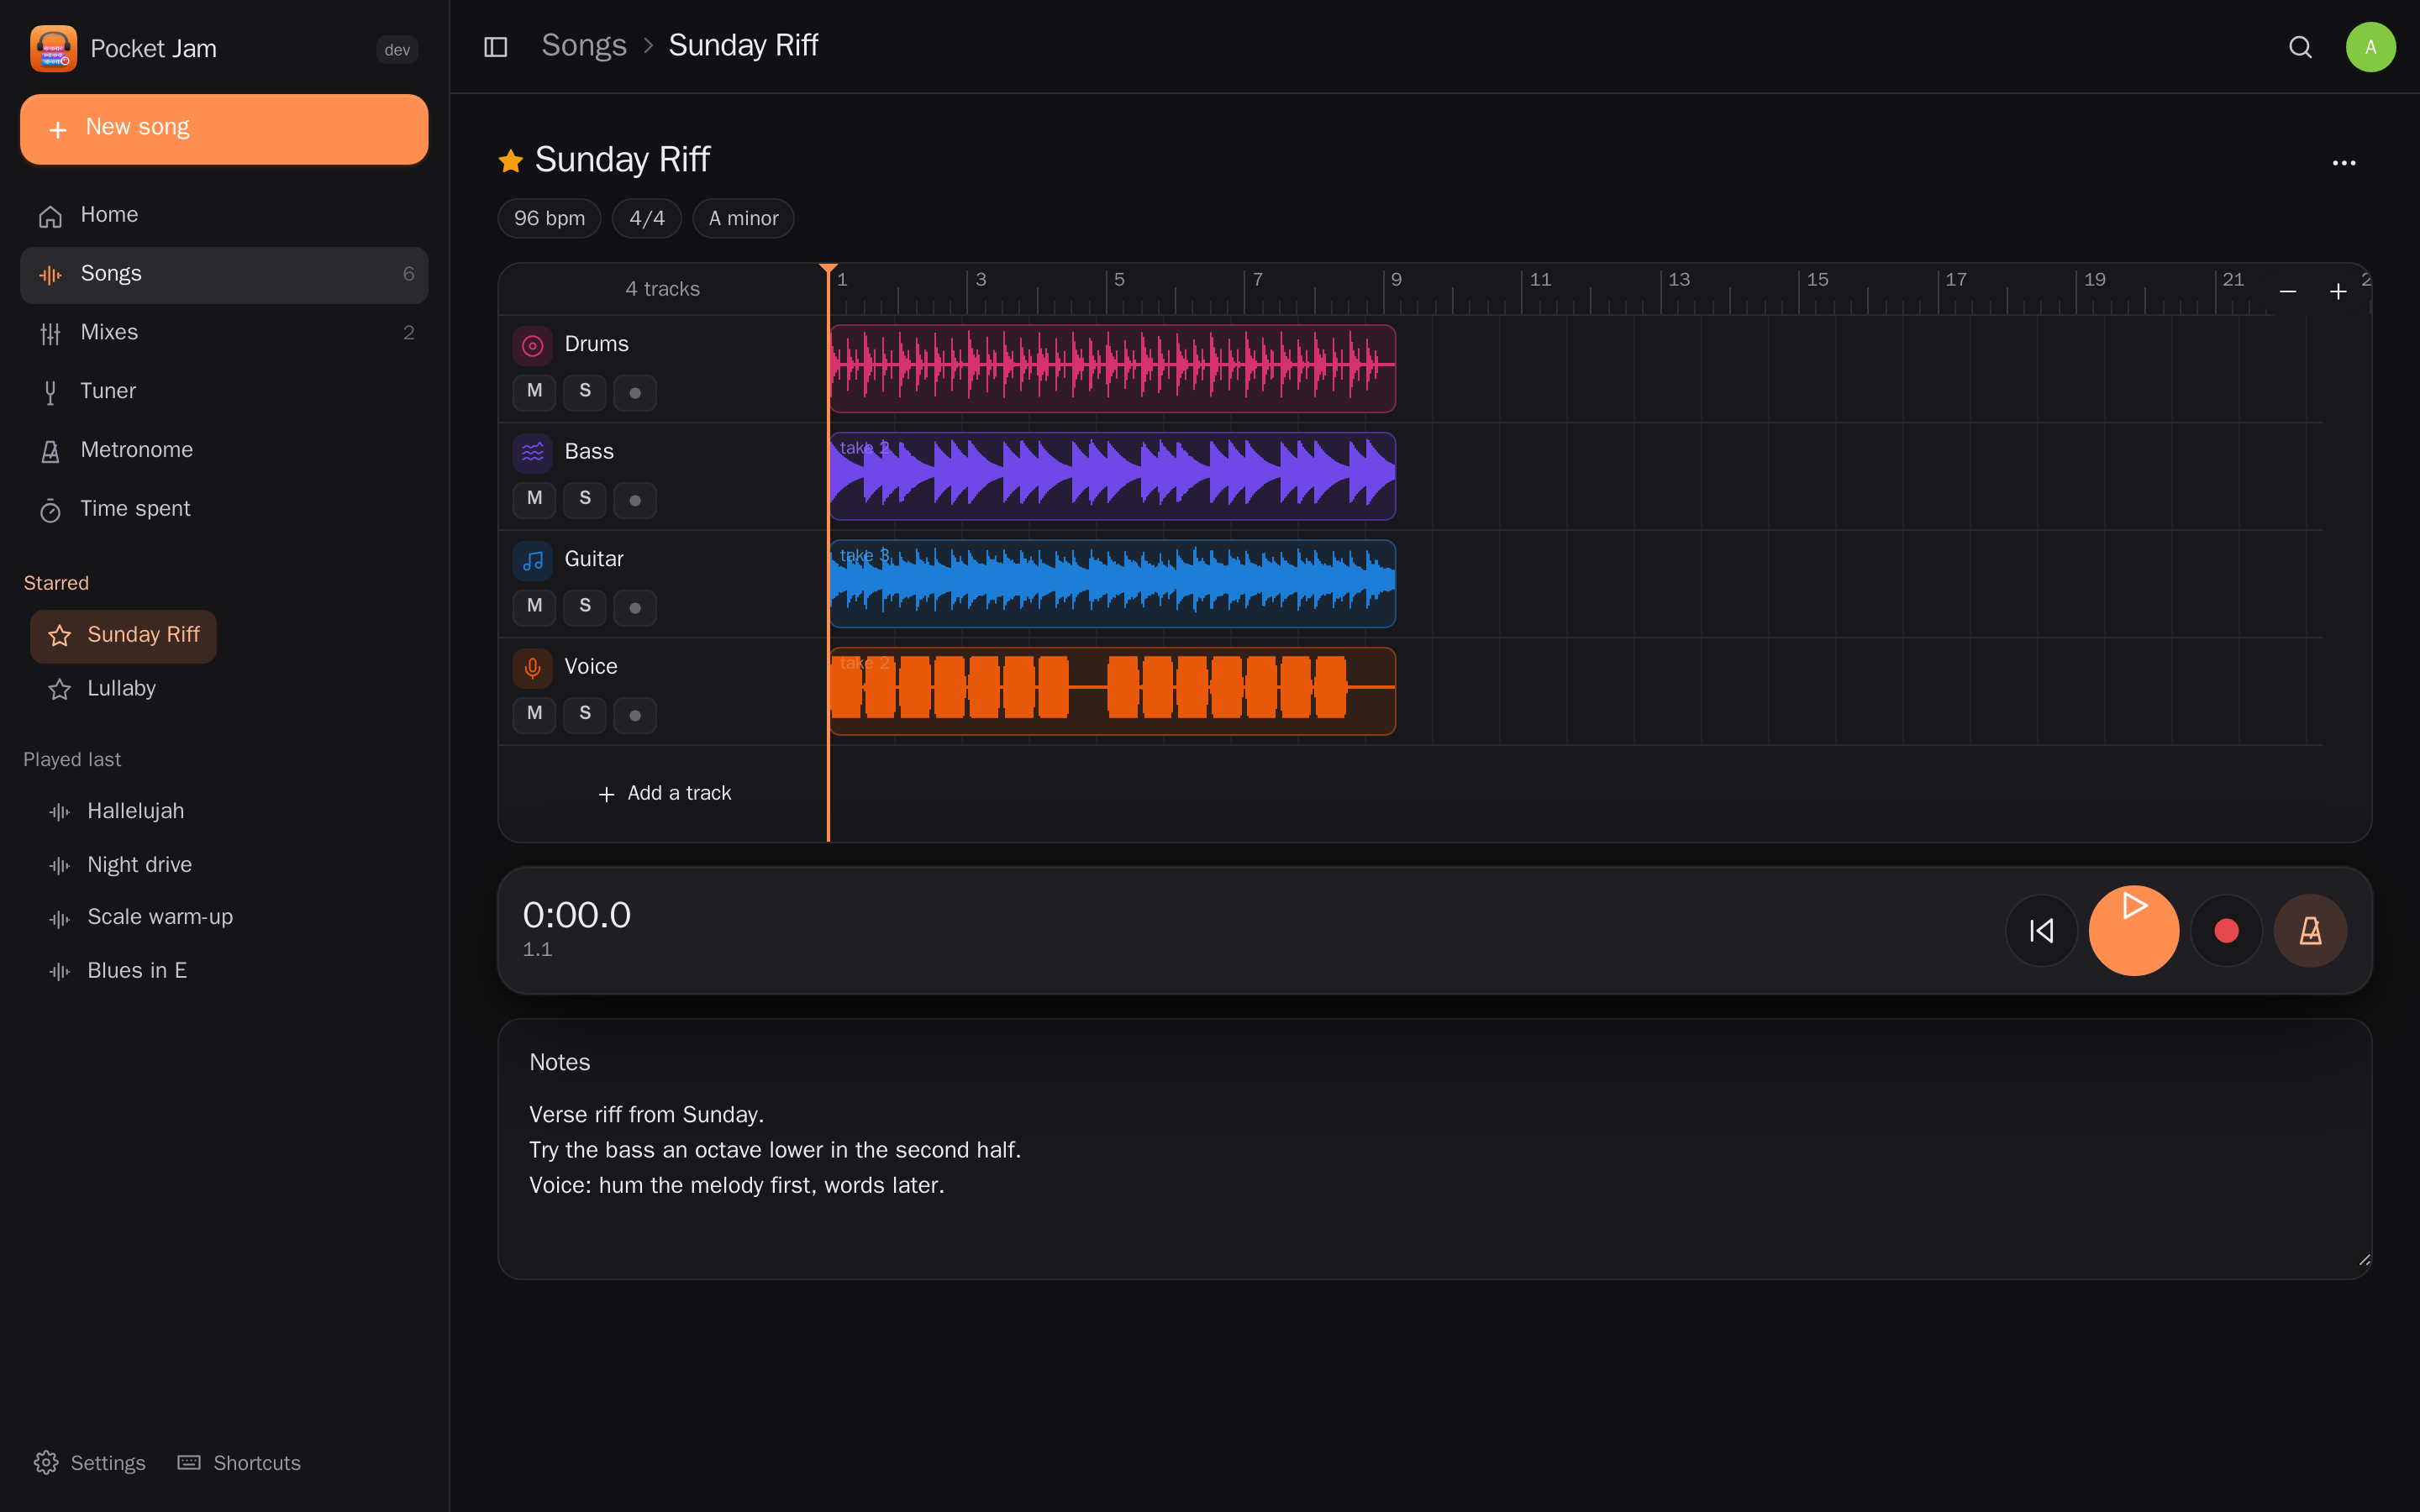 Pocket Jam
dev
New song
Home
Songs 6
Mixes 2
Tuner
Metronome
Time spent
Starred
Sunday Riff
Lullaby
Played last
Hallelujah
Night drive
Scale warm-up
Blues in E
Settings
Shortcuts
Songs > Sunday Riff
A
Sunday Riff
96 bpm
4/4
A minor
4 tracks
1 3 5 7 9 11 13 15 17 19 21
Drums
M S
Bass
M S
take 2
Guitar
M S
take 3
Voice
M S
take 2
Add a track
0:00.0
1.1
Notes
Verse riff from Sunday.
Try the bass an octave lower in the second half.
Voice: hum the melody first, words later.